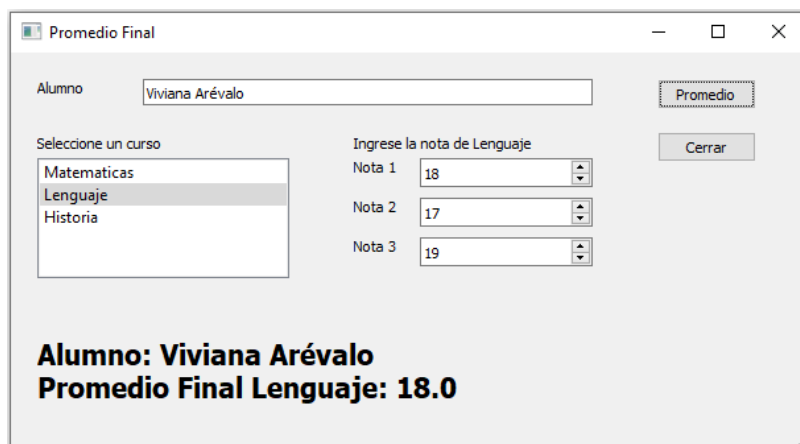 Promedio Final
Alumno
Viviana Arévalo
Promedio
Seleccione un curso
Ingrese la nota de Lenguaje
Cerrar
Matematicas
Lenguaje
Historia
Nota 1
18
Nota 2
17
Nota 3
19
Alumno: Viviana Arévalo
Promedio Final Lenguaje: 18.0